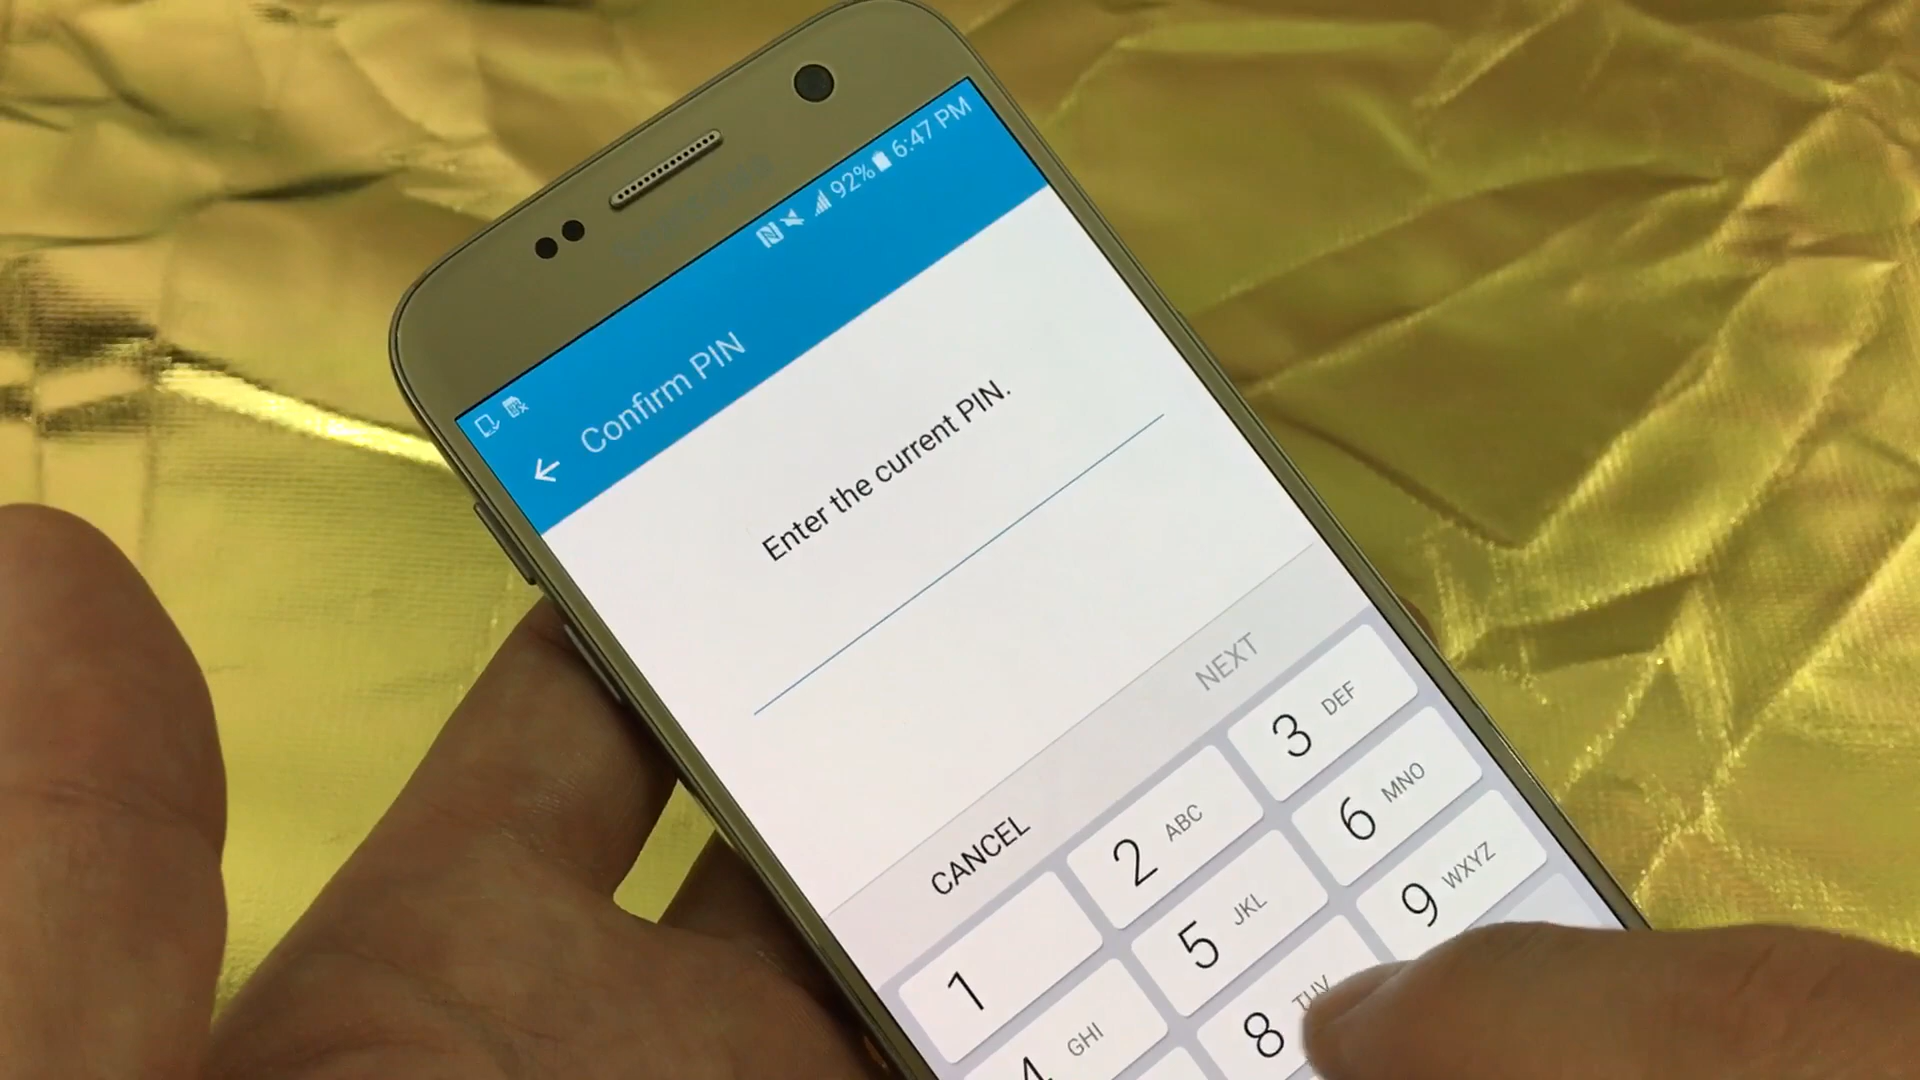 92% 6:47 PM
Confirm PIN
Enter the current PIN.
CANCEL NEXT
1 2 ABC 3 DEF
4 GHI 5 JKL 6 MNO
8 TUV 9 WXYZ